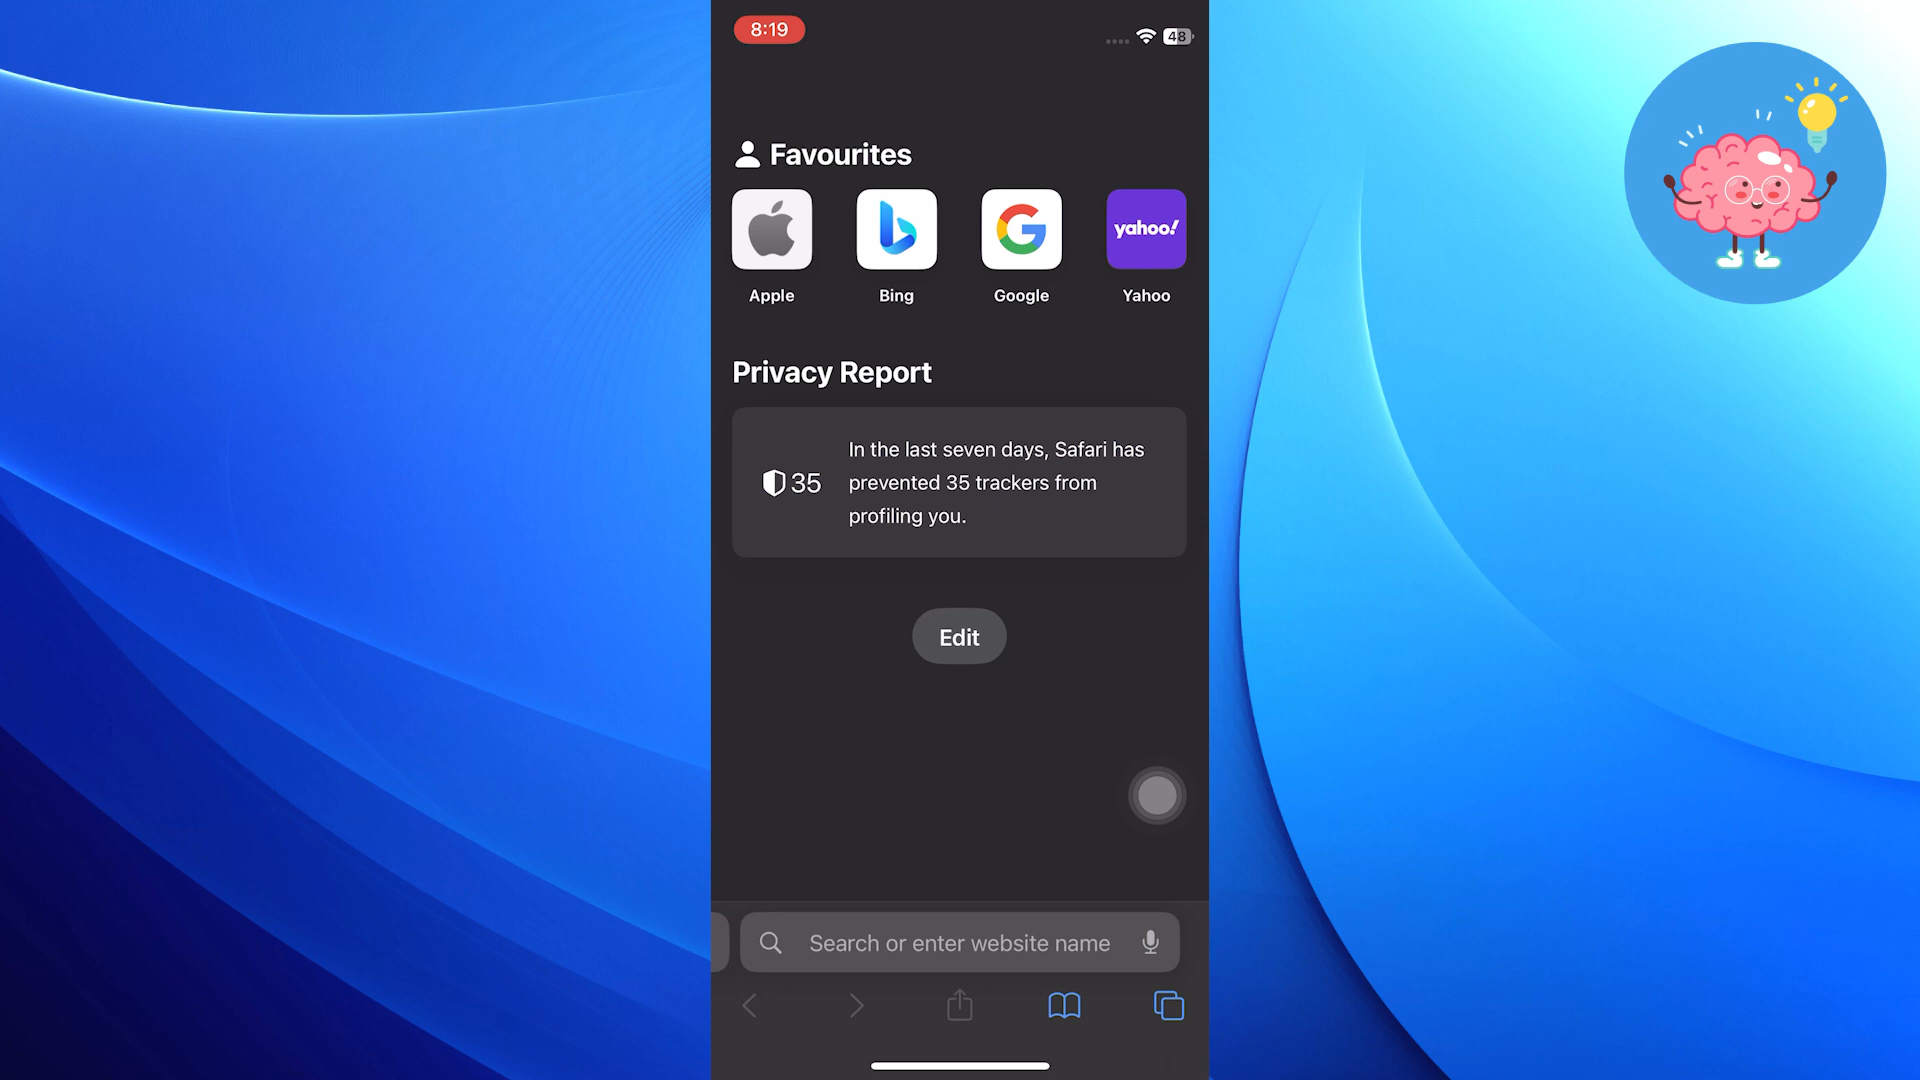 8:19
48
Favourites
yahoo!
Apple
Bing
Google
Yahoo
Privacy Report
35
In the last seven days, Safari has
prevented 35 trackers from
profiling you.
Edit
Search or enter website name